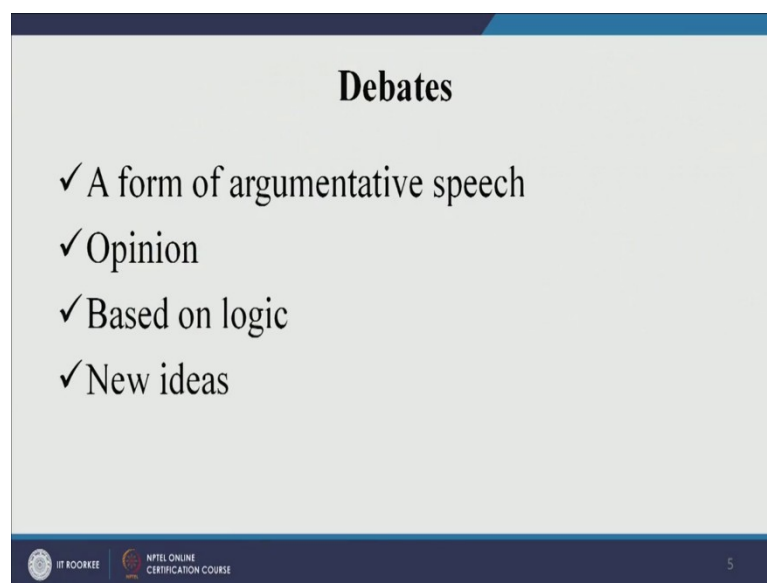 Debates
✓ A form of argumentative speech
✓ Opinion
✓ Based on logic
✓ New ideas
IIT ROORKEE
NPTEL ONLINE
CERTIFICATION COURSE
5